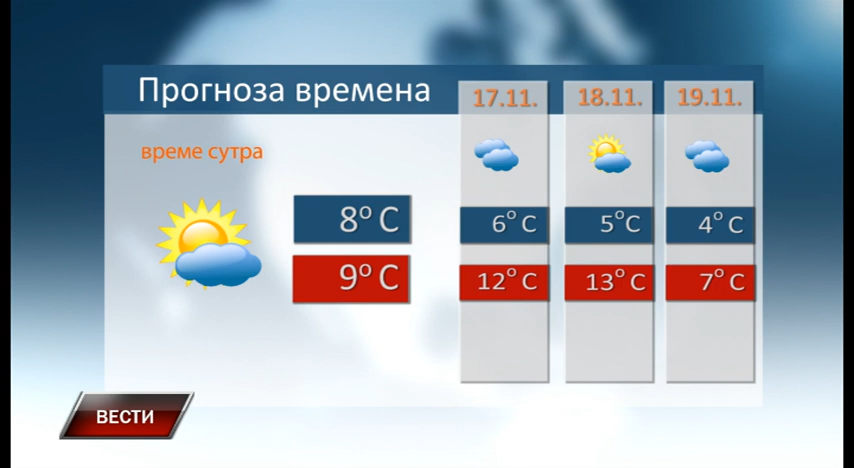 Прогноза времена
време сутра
8° C
9° C
17.11. 18.11. 19.11.
6° C 5°C 4° C
12° C 13° C 7° C
ВЕСТИ